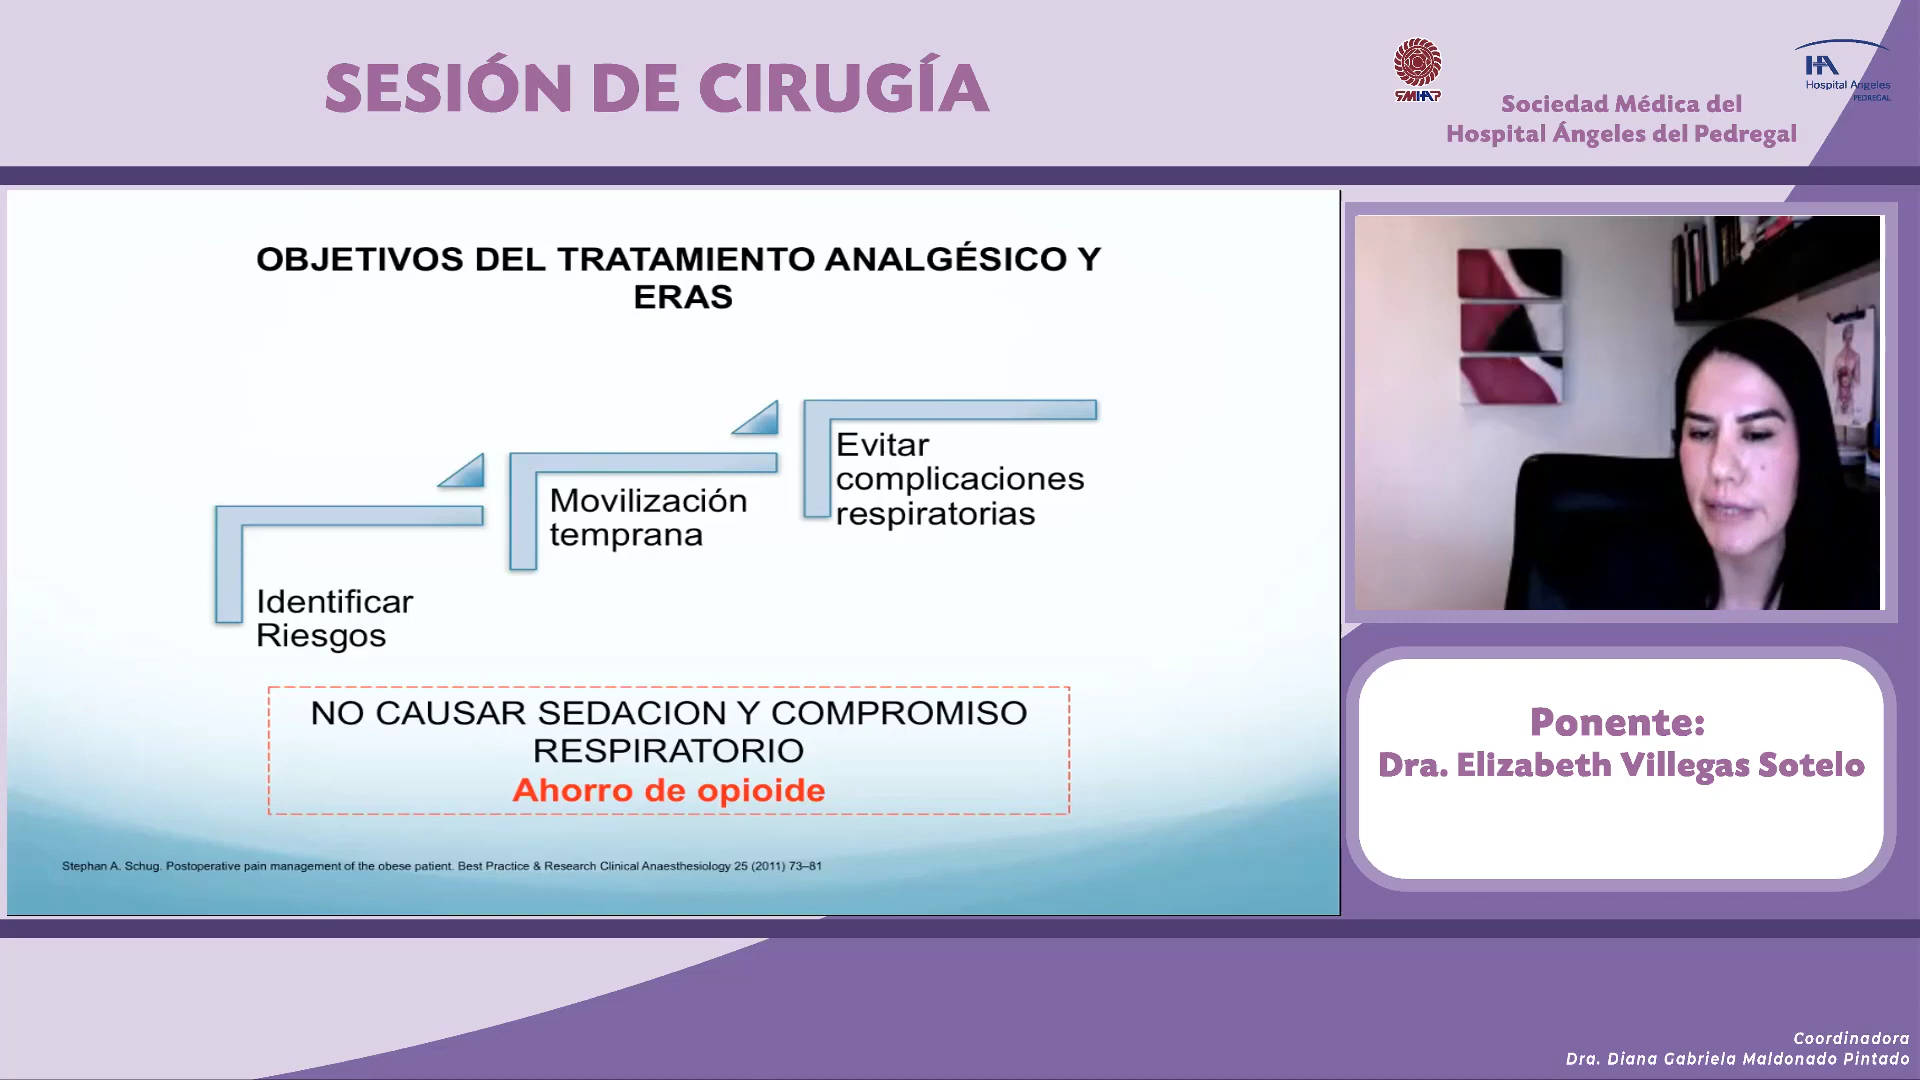 SESIÓN DE CIRUGÍA
SMHAP
Sociedad Médica del
Hospital Ángeles del Pedregal
HA
Hospital Angeles
PEDREGAL
OBJETIVOS DEL TRATAMIENTO ANALGÉSICO Y
ERAS
Identificar
Riesgos
Movilización
temprana
Evitar
complicaciones
respiratorias
NO CAUSAR SEDACION Y COMPROMISO
RESPIRATORIO
Ahorro de opioide
Stephan A. Schug. Postoperative pain management of the obese patient. Best Practice & Research Clinical Anaesthesiology 25 (2011) 73–81
Ponente:
Dra. Elizabeth Villegas Sotelo
Coordinadora
Dra. Diana Gabriela Maldonado Pintado